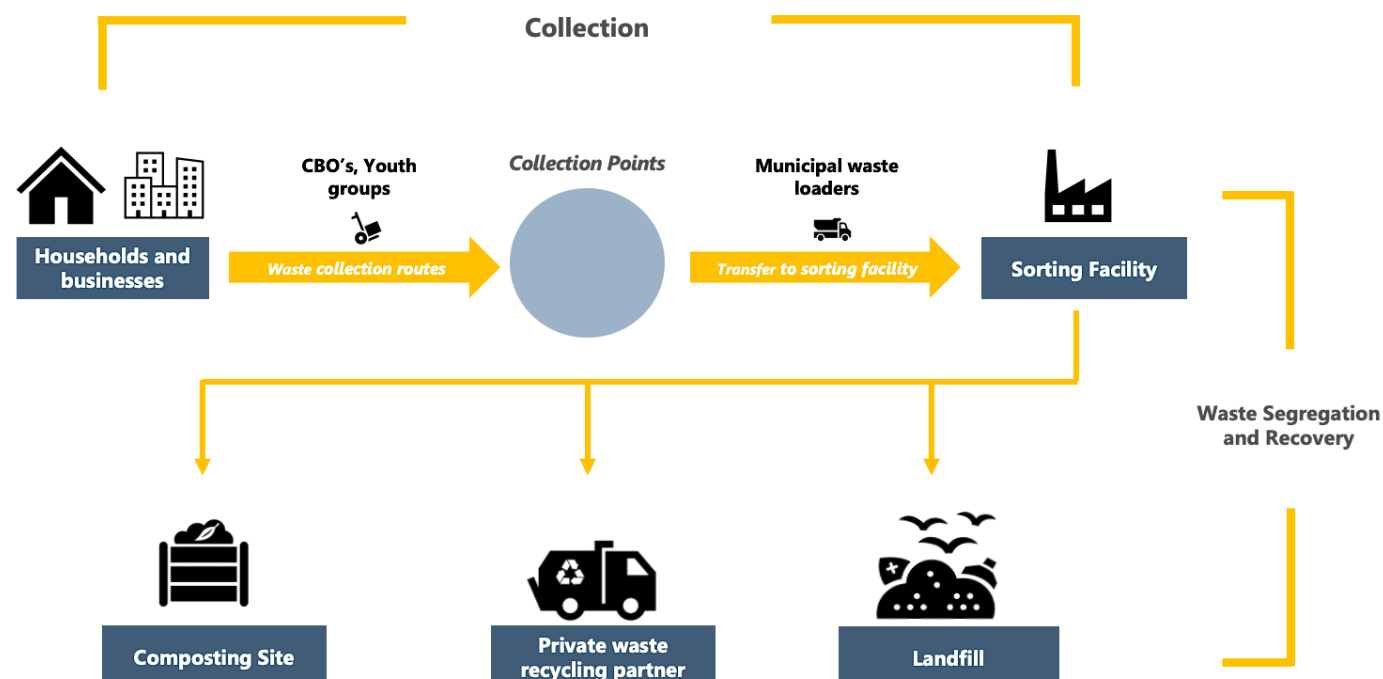 Collection
CBO's, Youth
groups
Collection Points
Municipal waste
loaders
Households and
businesses
Waste collection routes
Transfer to sorting facility
Sorting Facility
Waste Segregation
and Recovery
Composting Site
Private waste
recycling partner
Landfill